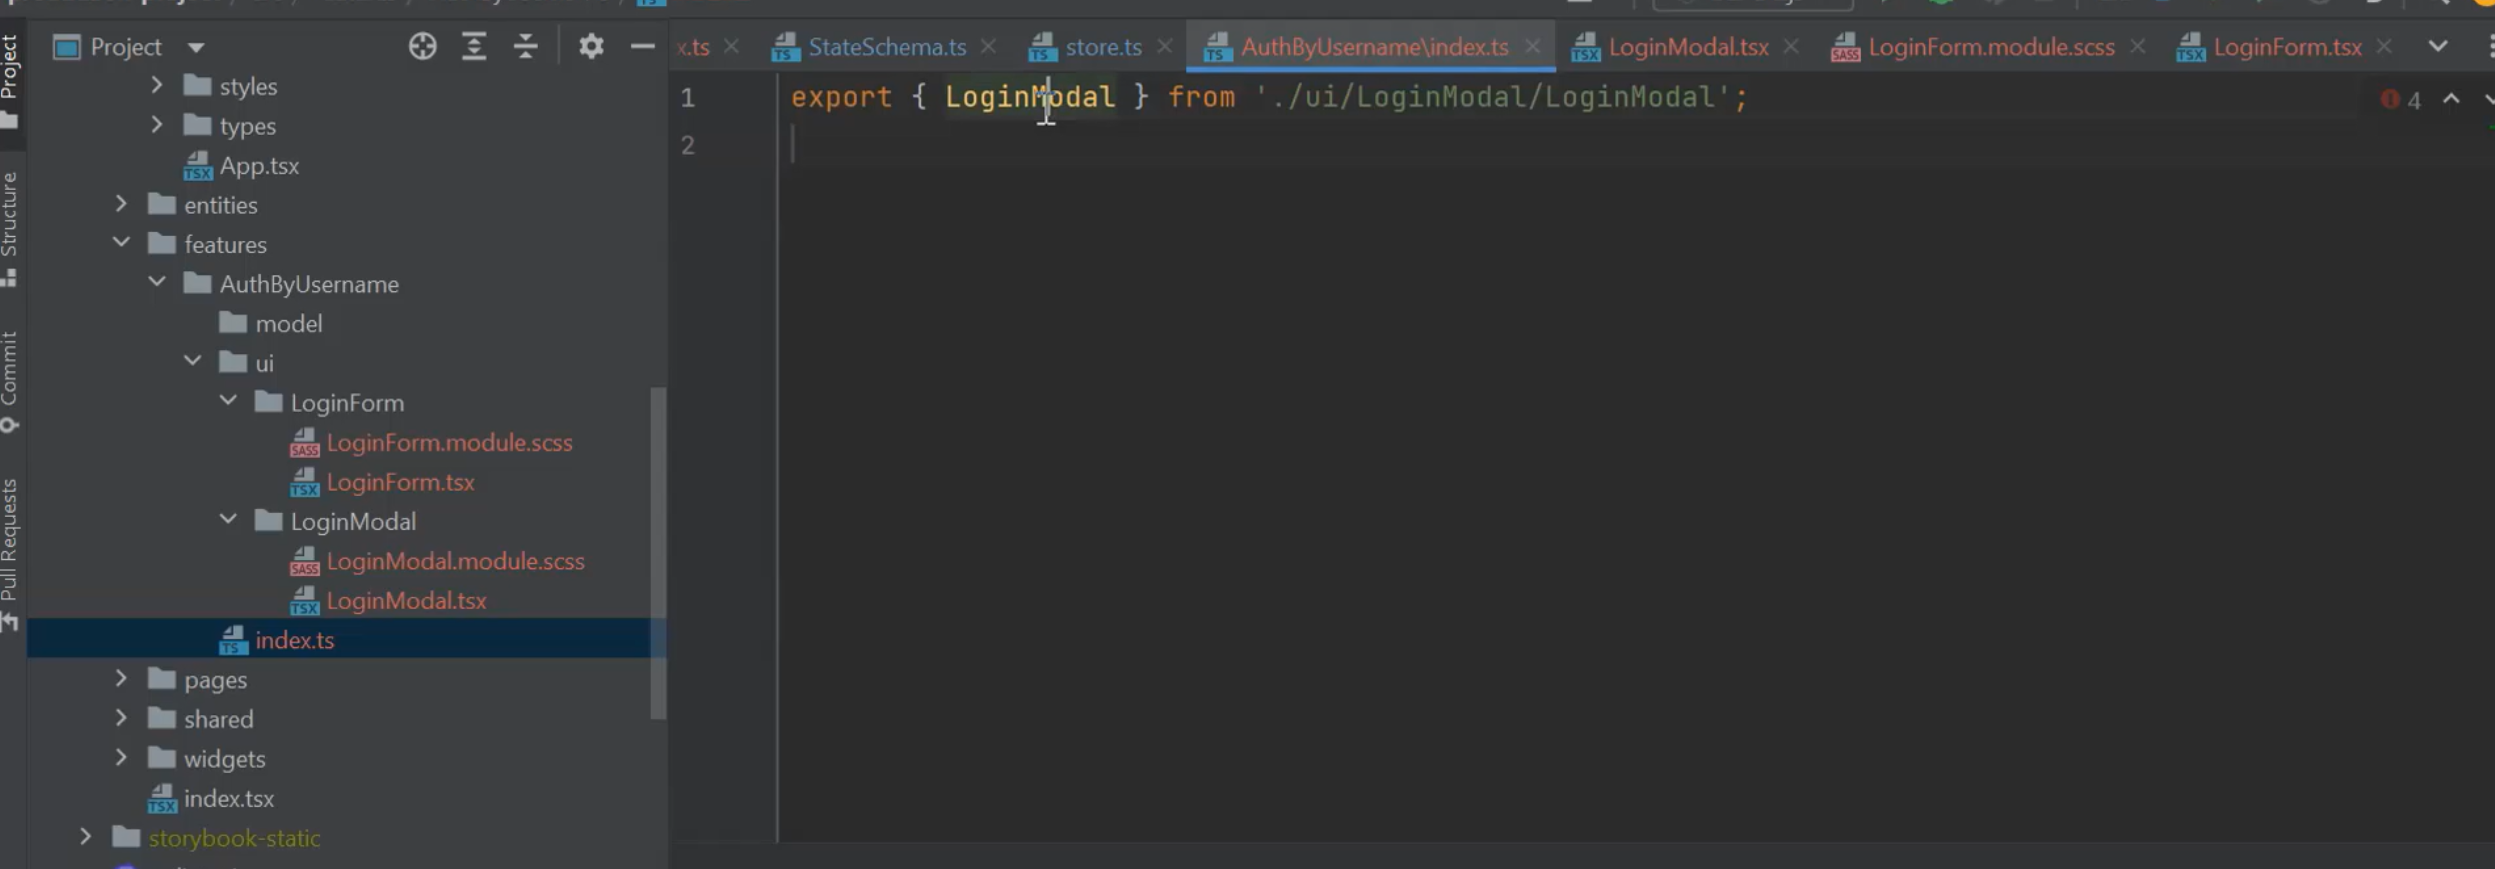 Project
x.ts
StateSchema.ts
store.ts
AuthByUsername\index.ts
LoginModal.tsx
LoginForm.module.scss
LoginForm.tsx
1 export { LoginModal } from './ui/LoginModal/LoginModal';
4
2
Project
Structure
Commit
Pull Requests
styles
types
App.tsx
entities
features
AuthByUsername
model
ui
LoginForm
LoginForm.module.scss
LoginForm.tsx
LoginModal
LoginModal.module.scss
LoginModal.tsx
index.ts
pages
shared
widgets
index.tsx
storybook-static